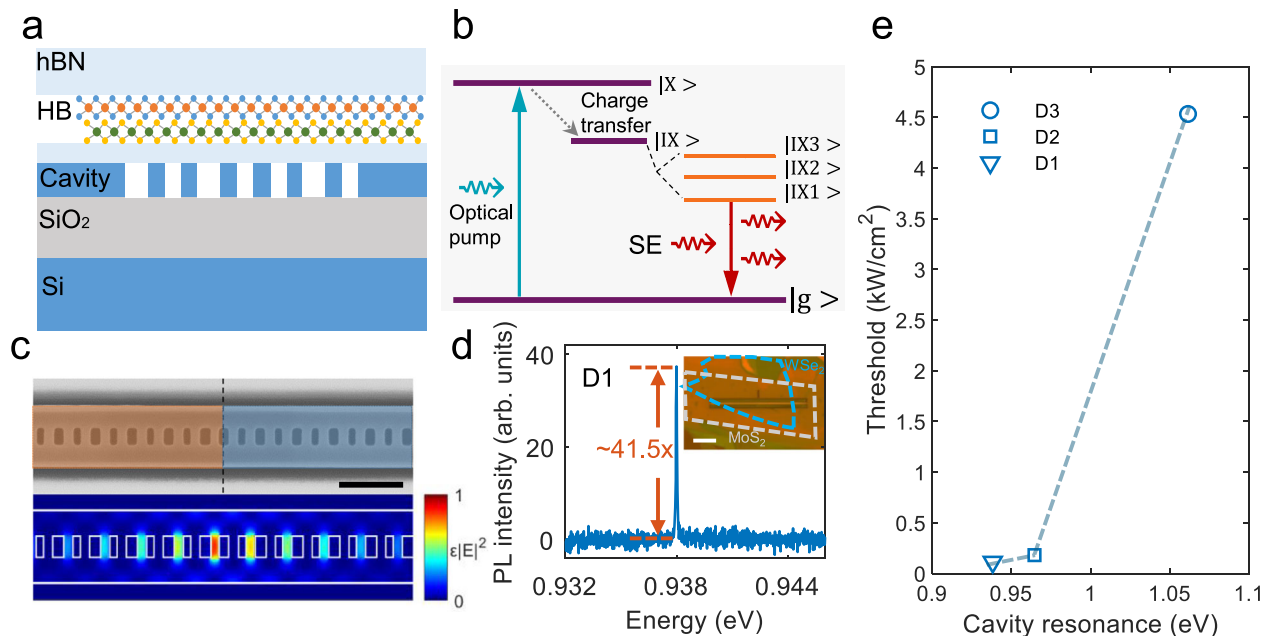 a
hBN
HB
Cavity
SiO₂
Si
b
|X >
Charge
transfer
|IX >
|IX3 >
|IX2 >
|IX1 >
Optical
pump
SE
|g >
c
1
ε|E|²
0
d
PL intensity (arb. units)
40
20
0
D1
~41.5x
WSe₂
MoS₂
0.932
0.938
0.944
Energy (eV)
e
Threshold (kW/cm²)
5
4.5
4
3.5
3
2.5
2
1.5
1
0.5
0
D3
D2
D1
0.9
0.95
1
1.05
1.1
Cavity resonance (eV)